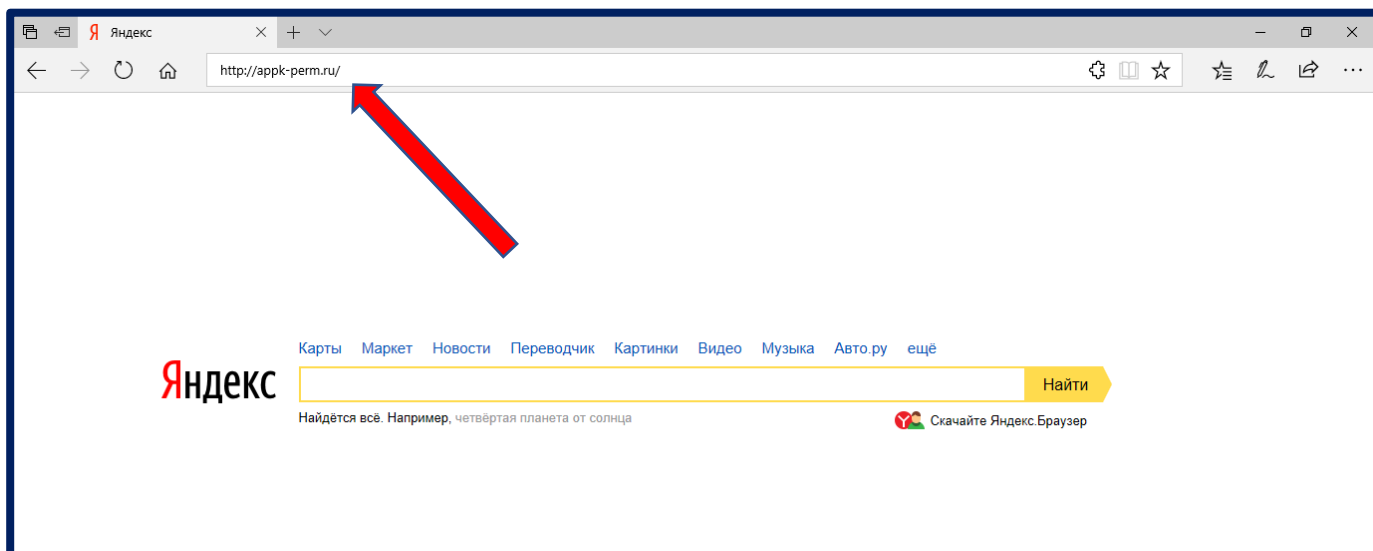 Яндекс
http://appk-perm.ru/
Карты Маркет Новости Переводчик Картинки Видео Музыка Авто.ру ещё
Яндекс
Найти
Найдётся всё. Например, четвёртая планета от солнца
Скачайте Яндекс.Браузер